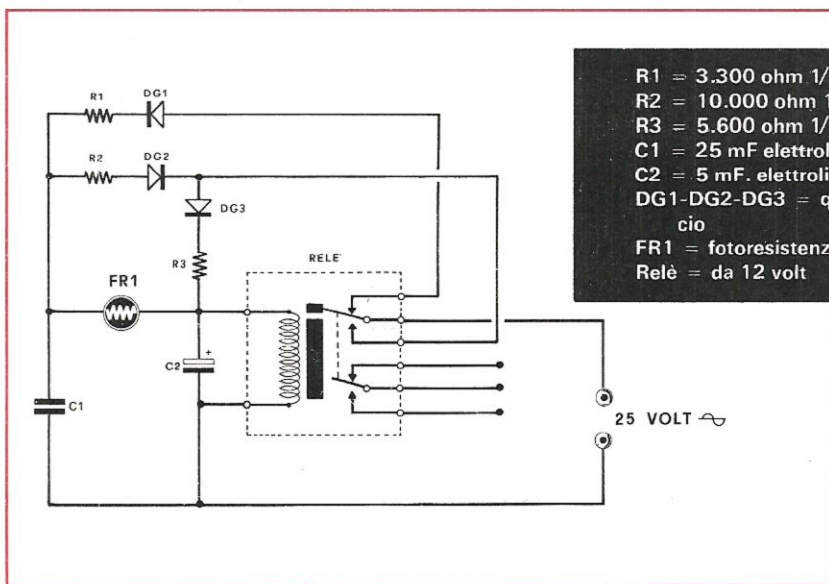 R1
DG1
R2
DG2
DG3
R3
FR1
RELE'
C2
+
C1
25 VOLT
R1 = 3.300 ohm 1/
R2 = 10.000 ohm 1
R3 = 5.600 ohm 1/
C1 = 25 mF elettrol
C2 = 5 mF. elettroli
DG1-DG2-DG3 = q
cio
FR1 = fotoresistenz
Relè = da 12 volt